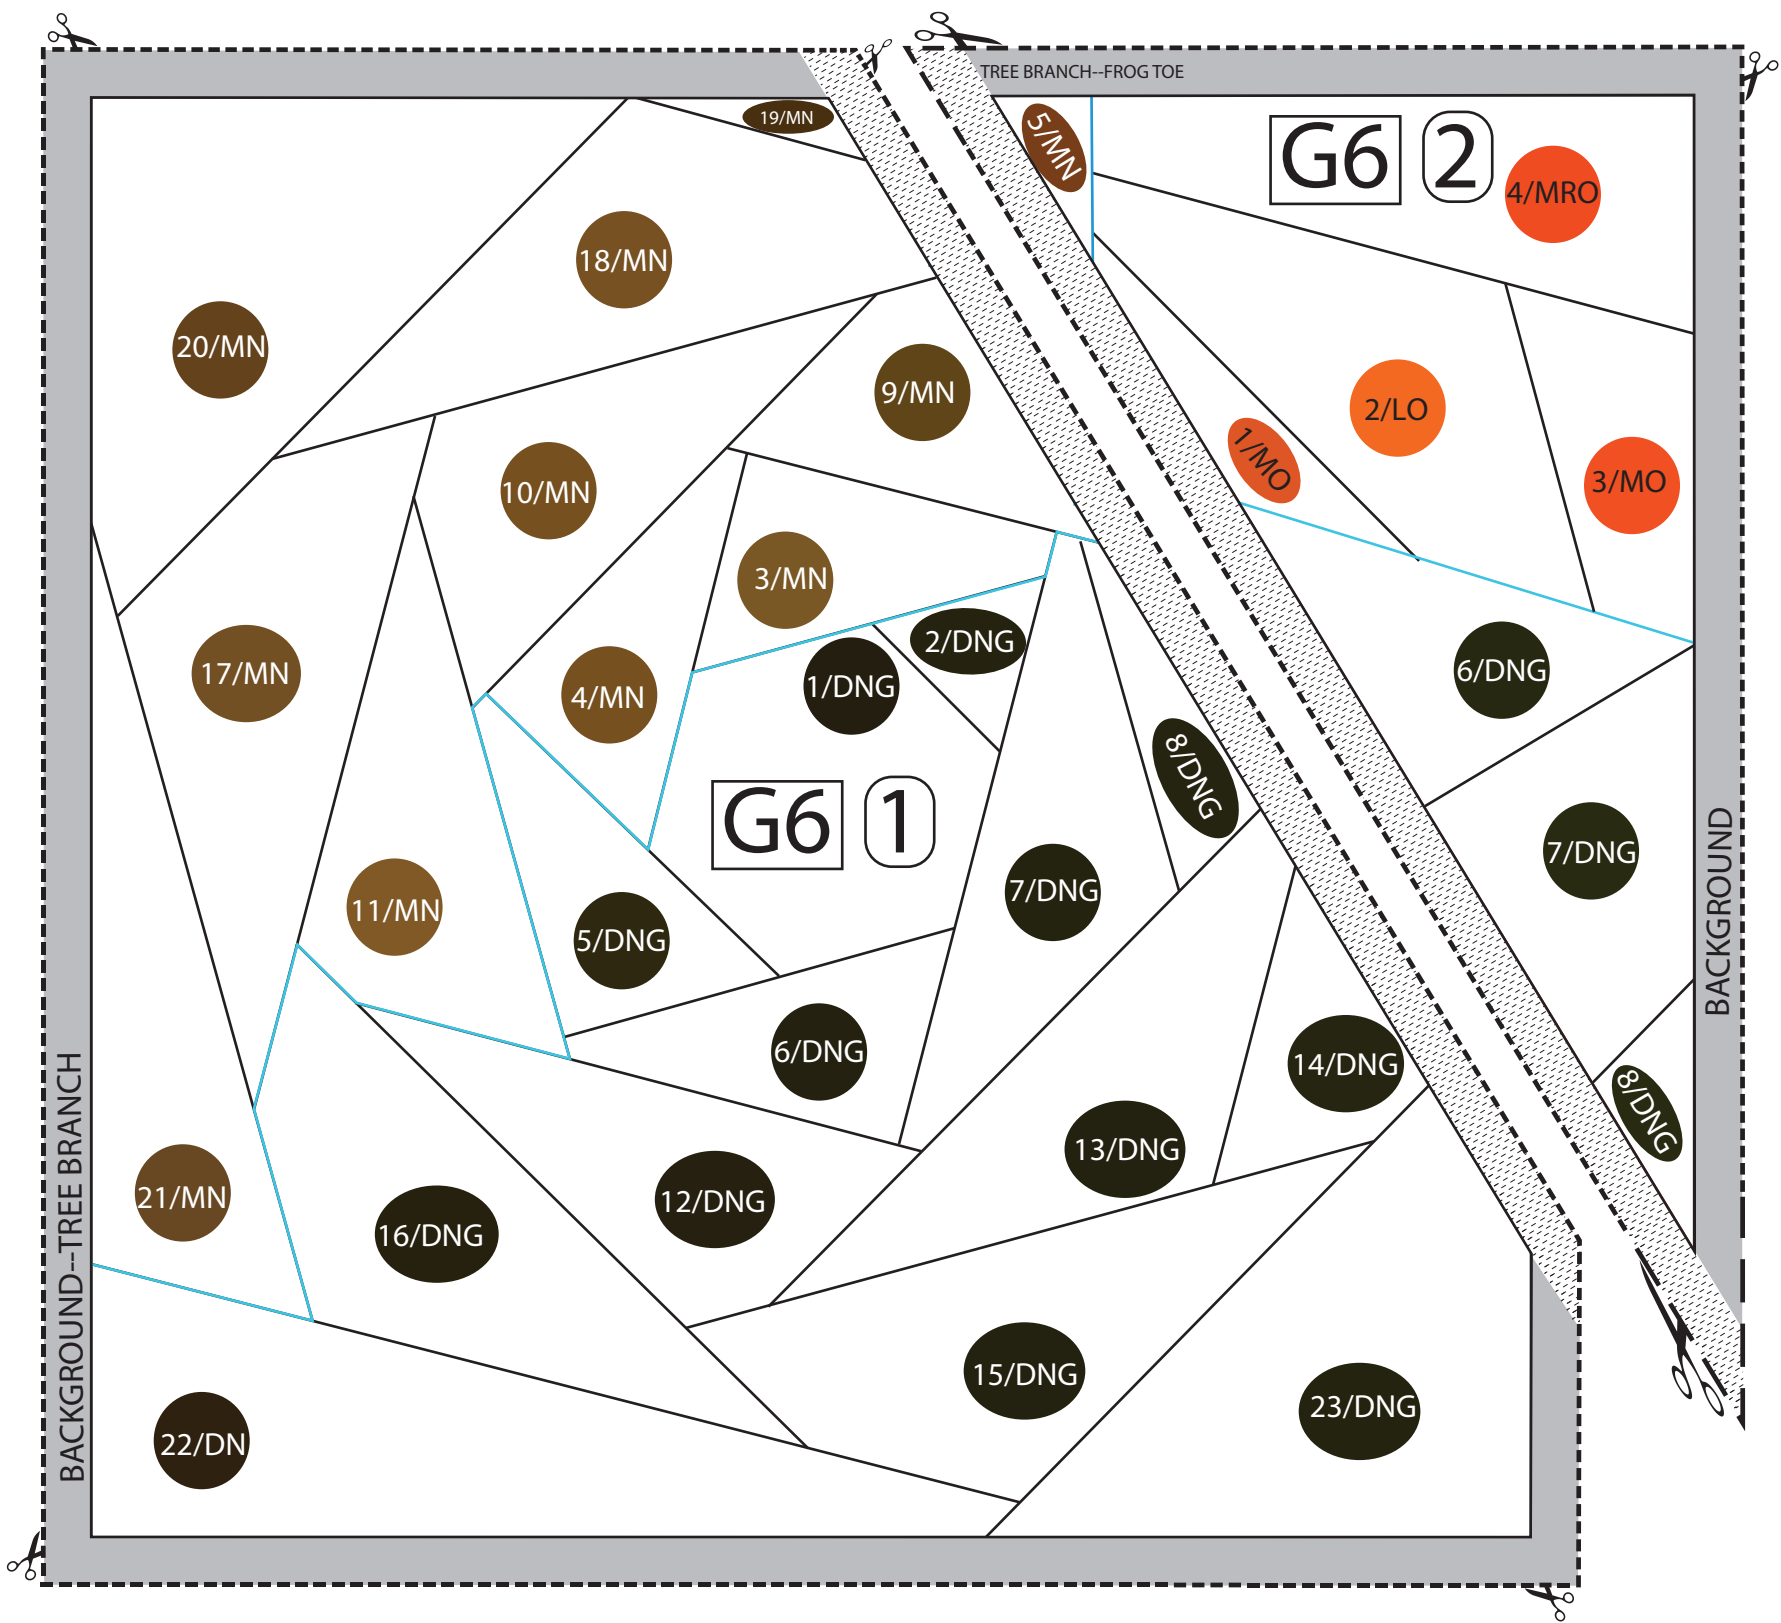 TREE BRANCH--FROG TOE
19/MN
5/MN
G6 2
4/MRO
18/MN
20/MN
9/MN
2/LO
10/MN
1/MO
3/MO
3/MN
2/DNG
17/MN
4/MN
1/DNG
6/DNG
8/DNG
G6 1
7/DNG
7/DNG
11/MN
5/DNG
BACKGROUND
6/DNG
14/DNG
8/DNG
13/DNG
21/MN
12/DNG
16/DNG
BACKGROUND--TREE BRANCH
15/DNG
23/DNG
22/DN